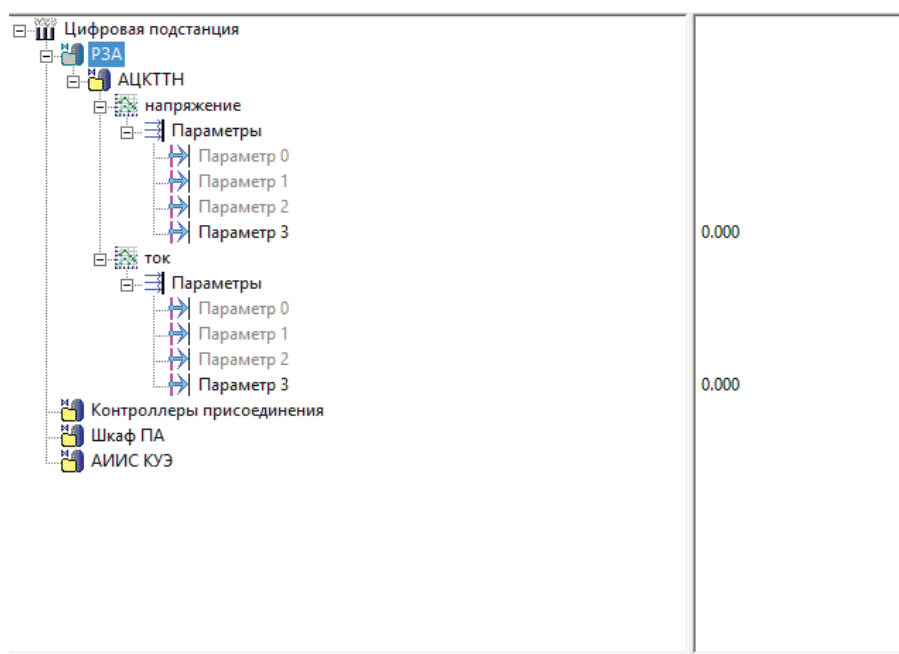 Цифровая подстанция
РЗА
АЦКТТН
напряжение
Параметры
Параметр 0
Параметр 1
Параметр 2
Параметр 3 0.000
ток
Параметры
Параметр 0
Параметр 1
Параметр 2
Параметр 3 0.000
Контроллеры присоединения
Шкаф ПА
АИИС КУЭ